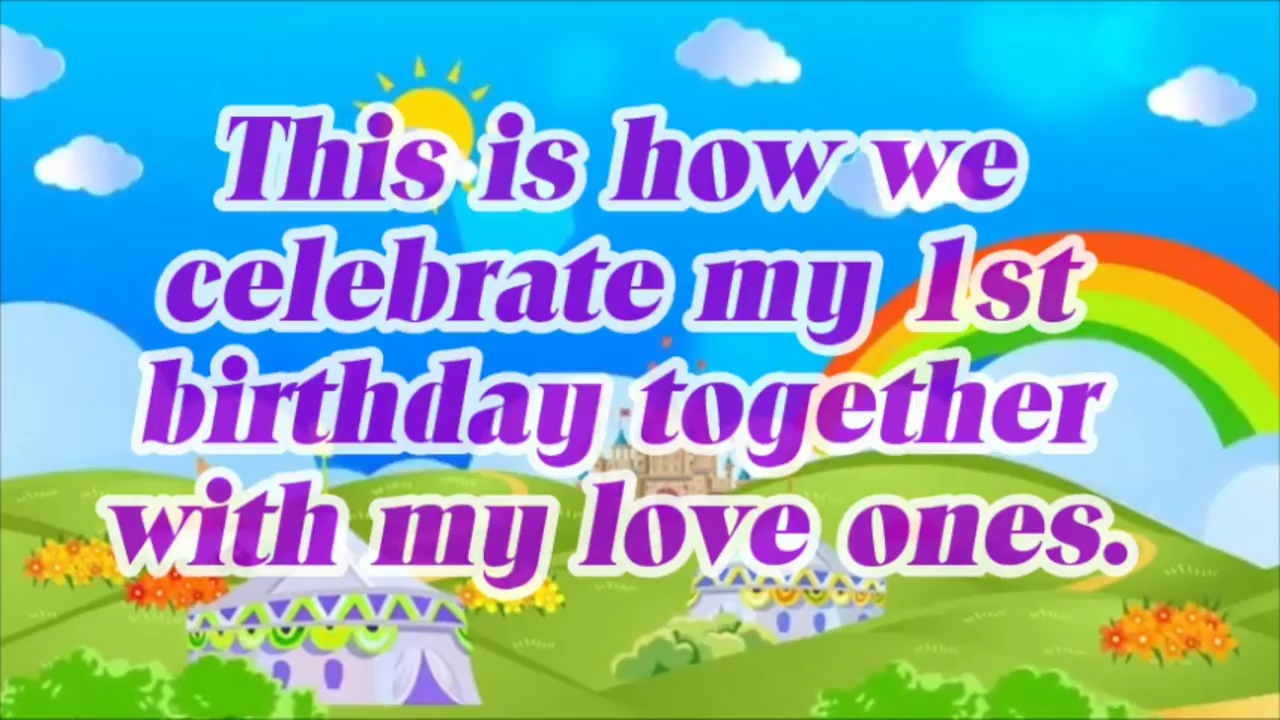 This is how we
celebrate my 1st
birthday together
with my love ones.